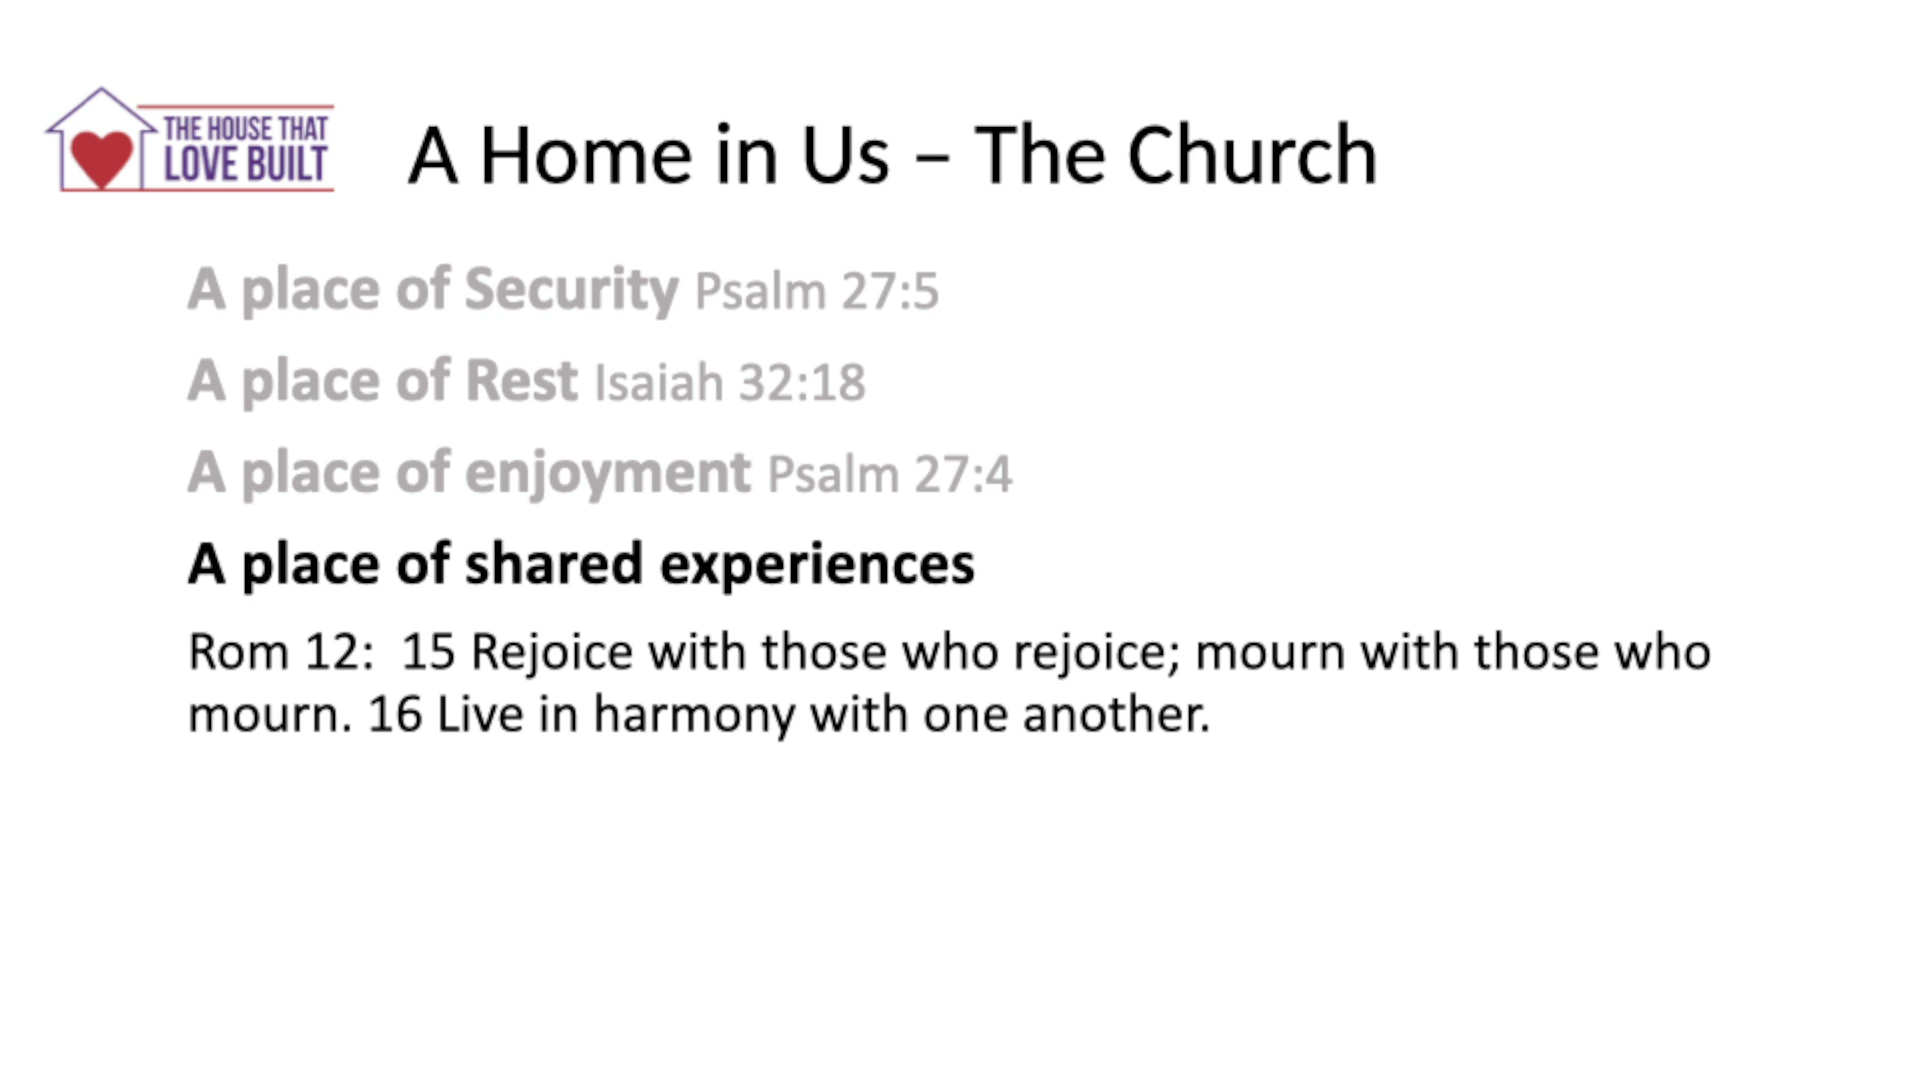 THE HOUSE THAT
LOVE BUILT
A Home in Us – The Church
A place of Security Psalm 27:5
A place of Rest Isaiah 32:18
A place of enjoyment Psalm 27:4
A place of shared experiences
Rom 12:  15 Rejoice with those who rejoice; mourn with those who
mourn. 16 Live in harmony with one another.